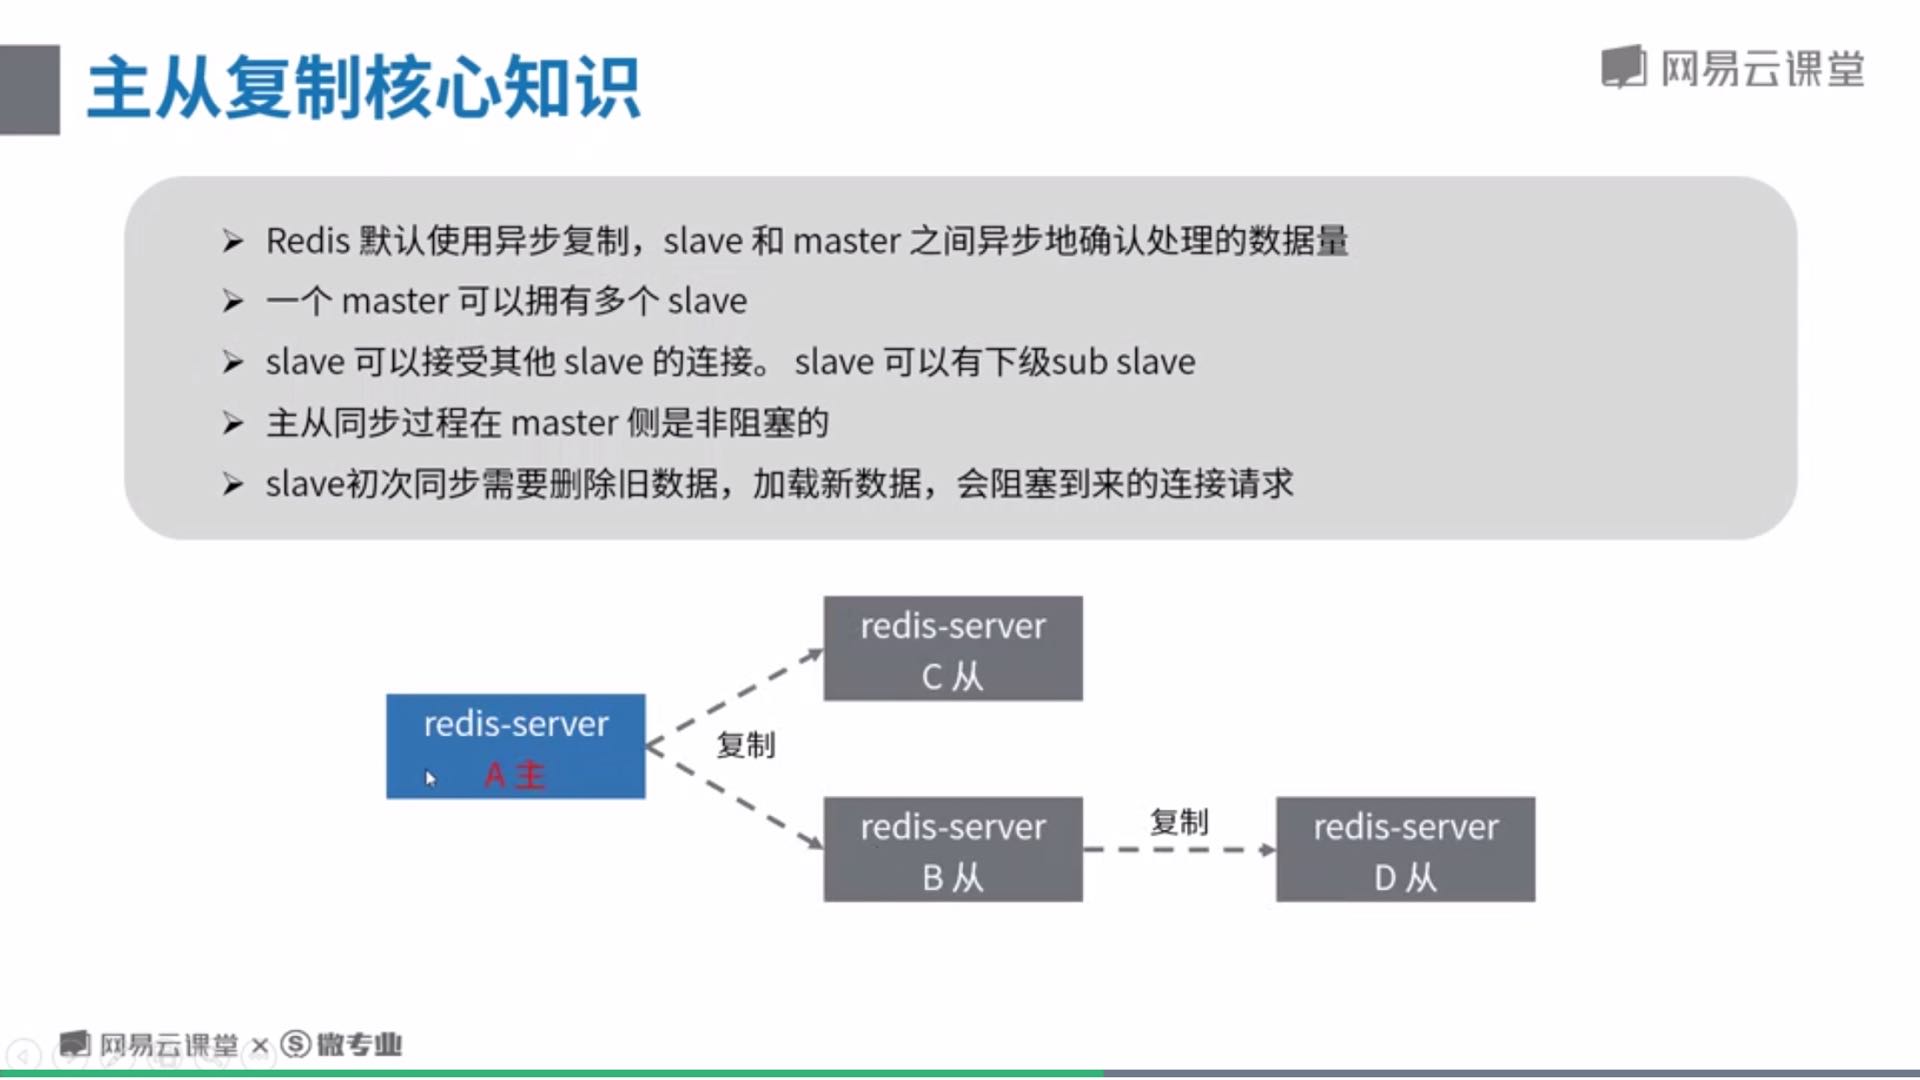 主从复制核心知识
网易云课堂
Redis 默认使用异步复制，slave 和 master 之间异步地确认处理的数据量
一个 master 可以拥有多个 slave
slave 可以接受其他 slave 的连接。 slave 可以有下级sub slave
主从同步过程在 master 侧是非阻塞的
slave初次同步需要删除旧数据，加载新数据，会阻塞到来的连接请求
redis-server
C 从
redis-server
A 主
复制
redis-server
B 从
复制
redis-server
D 从
网易云课堂 × Ⓢ 微专业